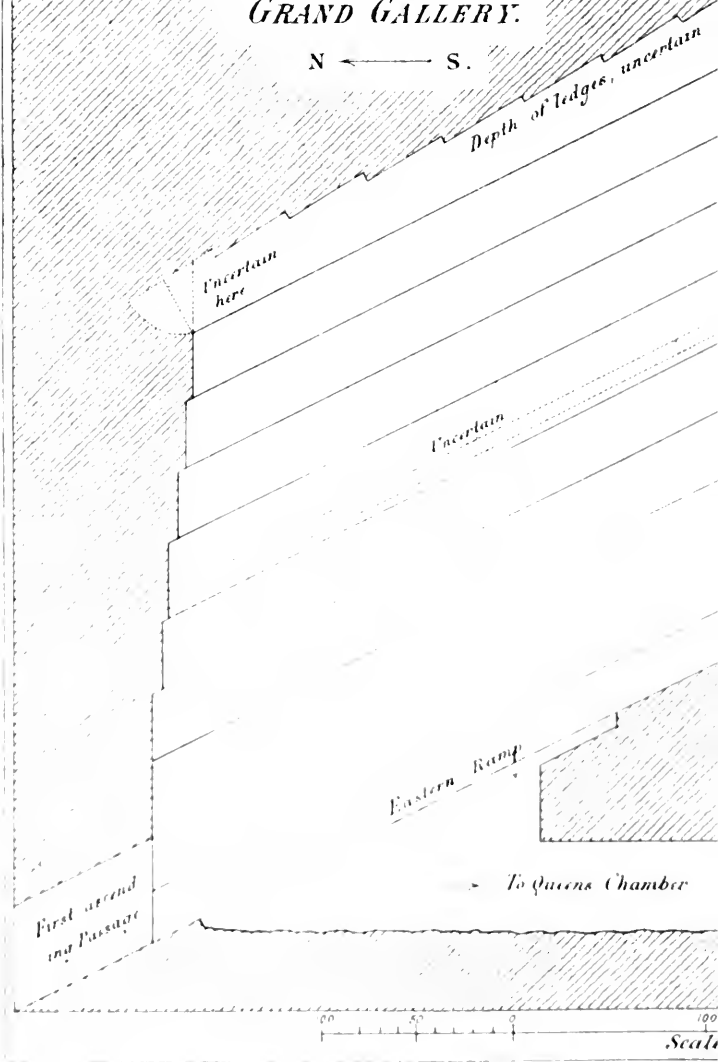 GRAND GALLERY.
N S.
Depth of ledges, uncertain
Uncertain
here
Uncertain
Eastern Ramp
To Queens Chamber
First ascend
ing Passage
50 0 100
Scale